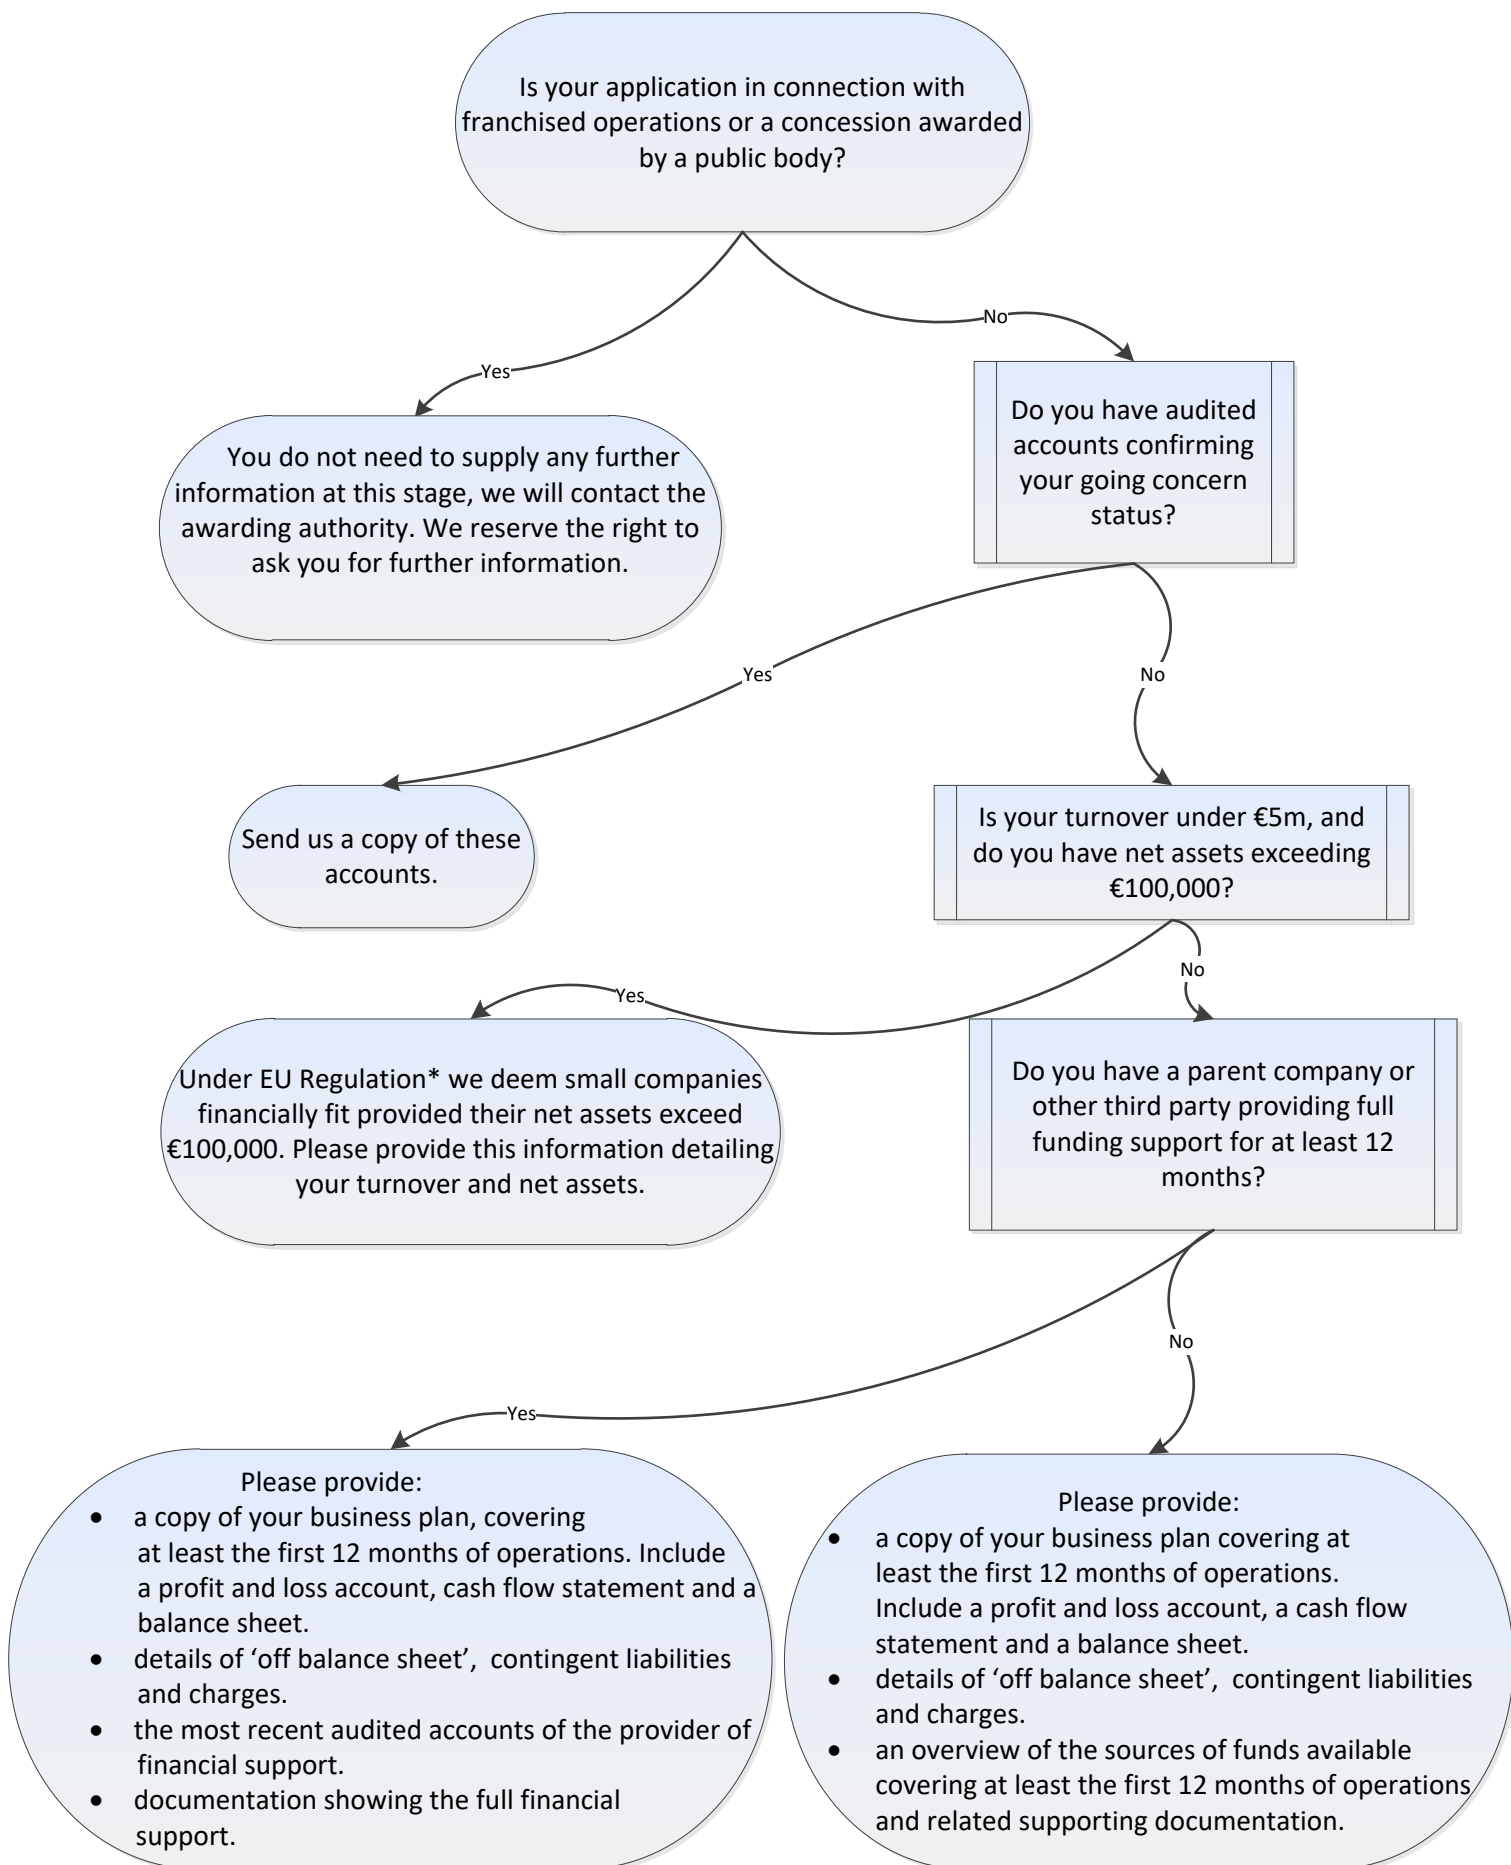 Is your application in connection with
franchised operations or a concession awarded
by a public body?
No
Yes
Do you have audited
accounts confirming
your going concern
status?
You do not need to supply any further
information at this stage, we will contact the
awarding authority. We reserve the right to
ask you for further information.
Yes
No
Send us a copy of these
accounts.
Is your turnover under €5m, and
do you have net assets exceeding
€100,000?
No
Yes
Under EU Regulation* we deem small companies
financially fit provided their net assets exceed
€100,000. Please provide this information detailing
your turnover and net assets.
Do you have a parent company or
other third party providing full
funding support for at least 12
months?
No
Yes
Please provide:
• a copy of your business plan, covering
at least the first 12 months of operations. Include
a profit and loss account, cash flow statement and a
balance sheet.
• details of ‘off balance sheet’,  contingent liabilities
and charges.
• the most recent audited accounts of the provider of
financial support.
• documentation showing the full financial
support.
Please provide:
• a copy of your business plan covering at
least the first 12 months of operations.
Include a profit and loss account, a cash flow
statement and a balance sheet.
• details of ‘off balance sheet’,  contingent liabilities
and charges.
• an overview of the sources of funds available
covering at least the first 12 months of operations
and related supporting documentation.